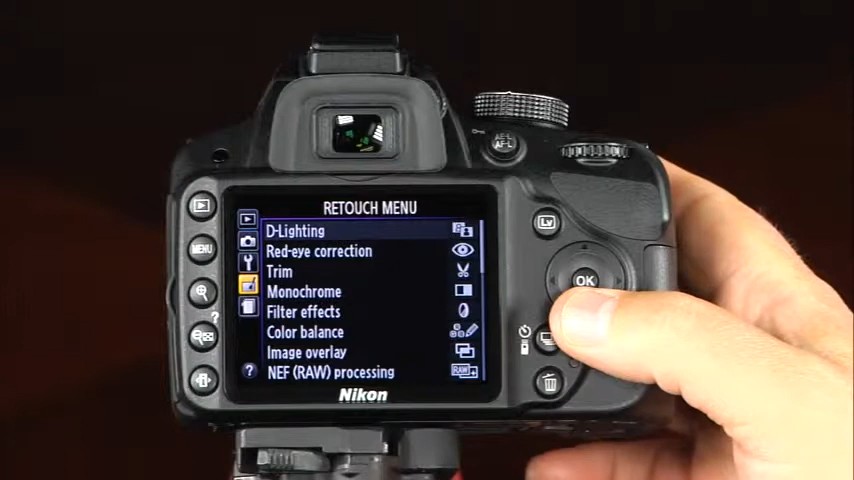 AE-L
AF-L
RETOUCH MENU
D-Lighting
Red-eye correction
Trim
Monochrome
Filter effects
Color balance
Image overlay
NEF (RAW) processing
RAW+
MENU
Lv
OK
?
?
Nikon